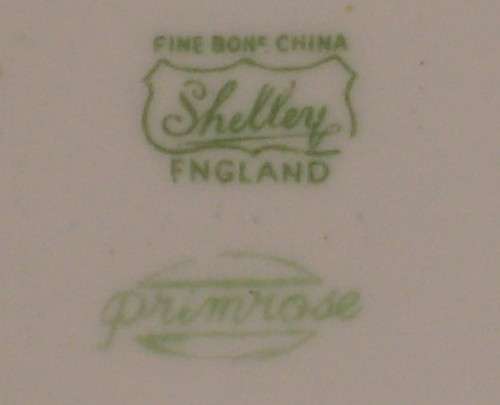 FINE BONE CHINA
Shelley
ENGLAND
primrose